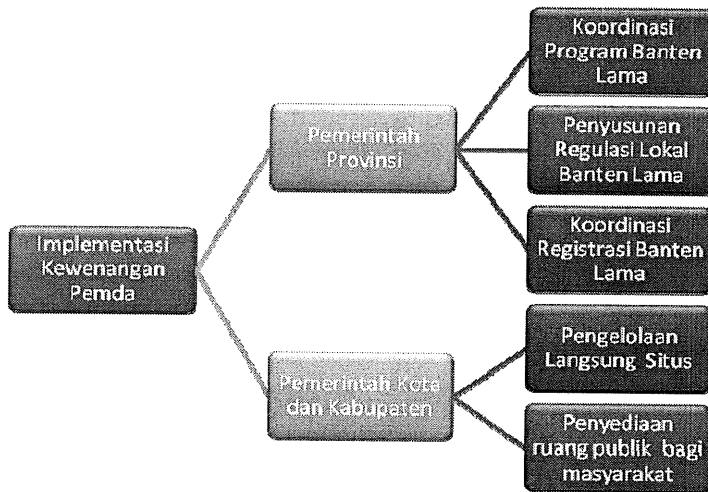 Implementasi
Kewenangan
Pemda
Pemerintah
Provinsi
Koordinasi
Program Banten
Lama
Penyusunan
Regulasi Lokal
Banten Lama
Koordinasi
Registrasi Banten
Lama
Pemerintah Kota
dan Kabupaten
Pengelolaan
Langsung Situs
Penyediaan
ruang publik bagi
masyarakat